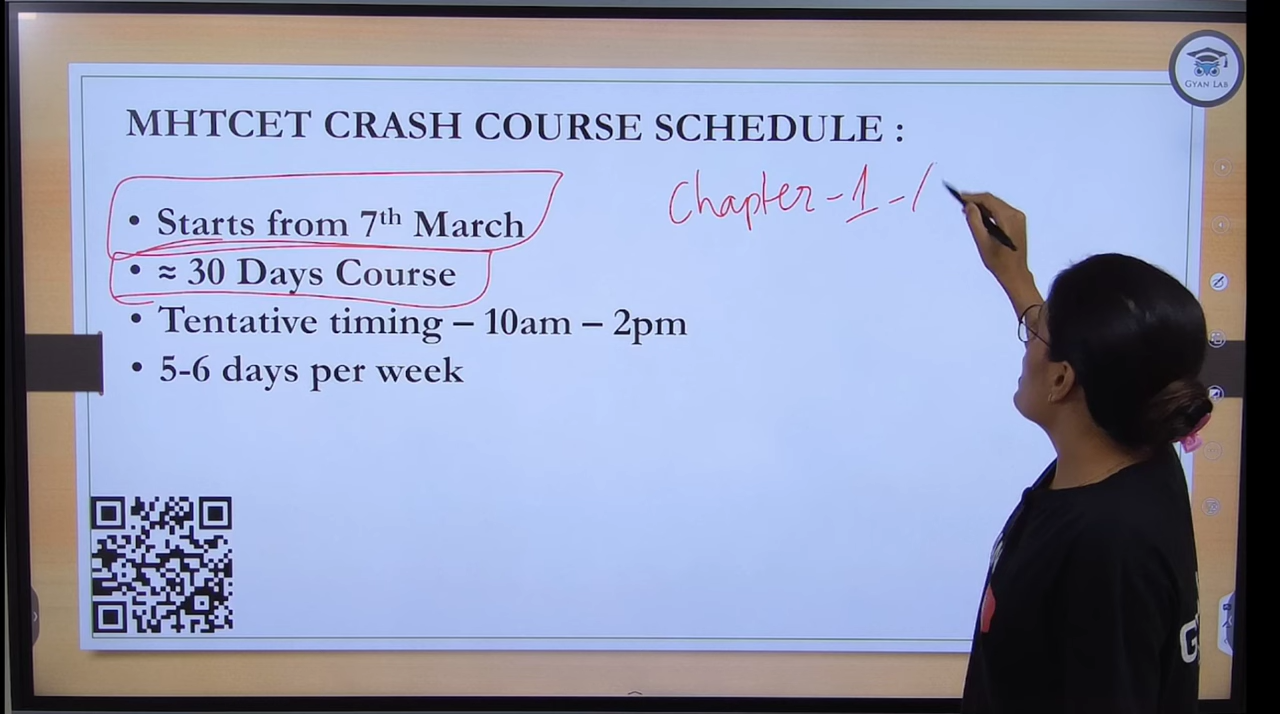 GYAN LAB
MHTCET CRASH COURSE SCHEDULE :
Chapter - 1 -
• Starts from 7th March
• ≈ 30 Days Course
• Tentative timing – 10am – 2pm
• 5-6 days per week
G